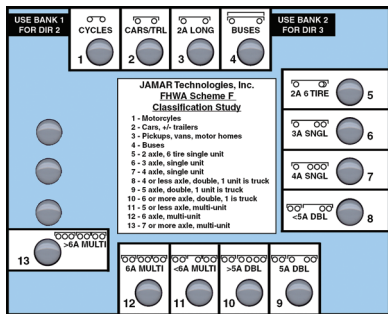 USE BANK 1
FOR DIR 2
CYCLES
1
CARS/TRL
2
2A LONG
3
BUSES
4
USE BANK 2
FOR DIR 3
JAMAR Technologies, Inc.
FHWA Scheme F
Classification Study
1 - Motorcyles
2 - Cars, +/- trailers
3 - Pickups, vans, motor homes
4 - Buses
5 - 2 axle, 6 tire single unit
6 - 3 axle, single unit
7 - 4 axle, single unit
8 - 4 or less axle, double, 1 unit is truck
9 - 5 axle, double, 1 unit is truck
10 - 6 or more axle, double, 1 is truck
11 - 5 or less axle, multi-unit
12 - 6 axle, multi-unit
13 - 7 or more axle, multi-unit
2A 6 TIRE
5
3A SNGL
6
4A SNGL
7
<5A DBL
8
>6A MULTI
13
6A MULTI
12
<6A MULTI
11
>5A DBL
10
5A DBL
9